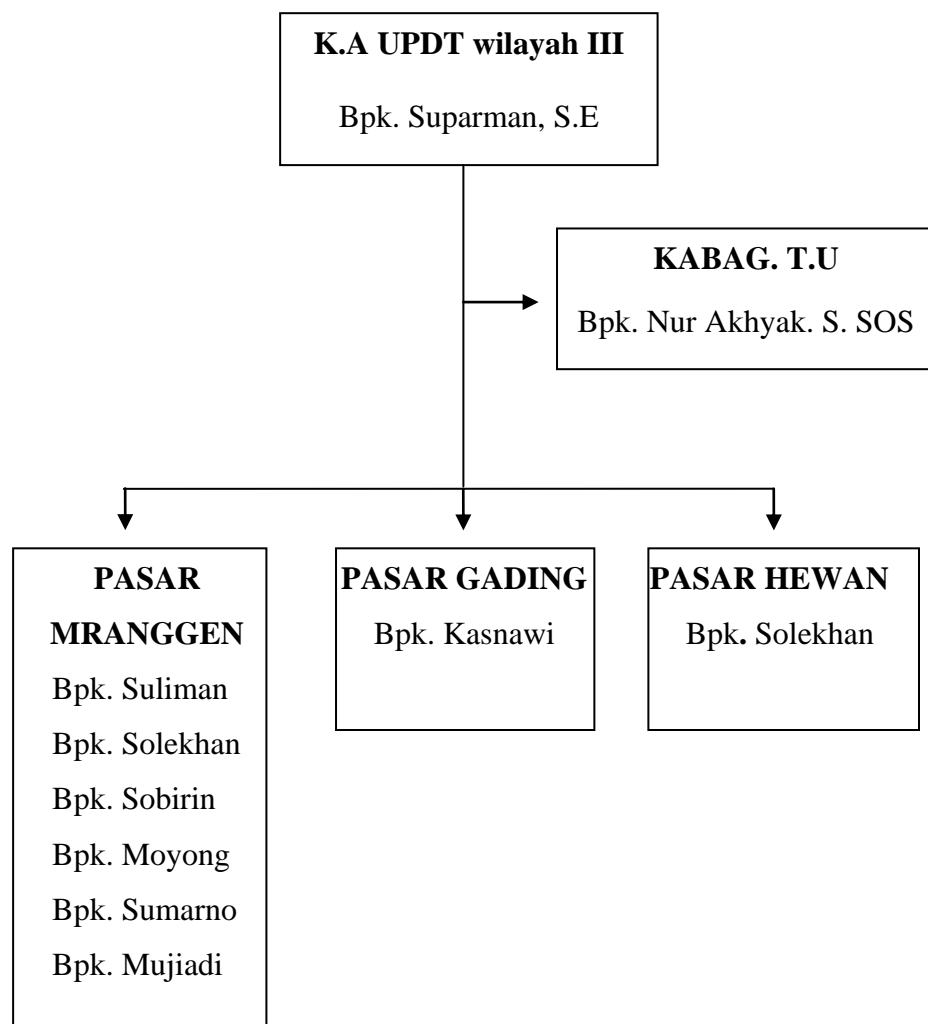 K.A UPDT wilayah III
Bpk. Suparman, S.E
KABAG. T.U
Bpk. Nur Akhyak. S. SOS
PASAR
MRANGGEN
Bpk. Suliman
Bpk. Solekhan
Bpk. Sobirin
Bpk. Moyong
Bpk. Sumarno
Bpk. Mujiadi
PASAR GADING
Bpk. Kasnawi
PASAR HEWAN
Bpk. Solekhan